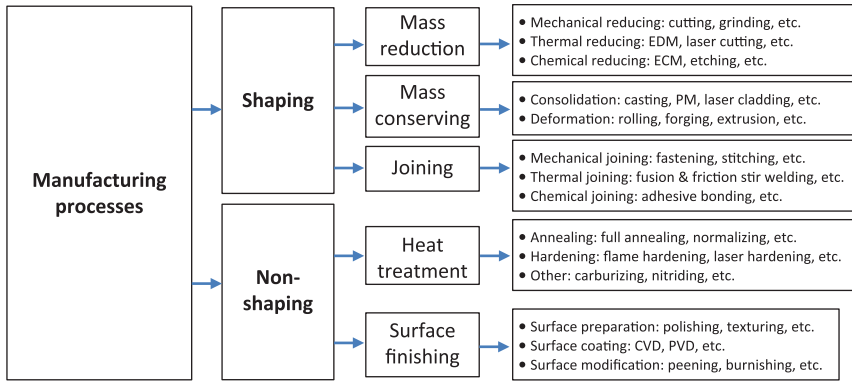 Manufacturing
processes
Shaping
Mass
reduction
• Mechanical reducing: cutting, grinding, etc.
• Thermal reducing: EDM, laser cutting, etc.
• Chemical reducing: ECM, etching, etc.
Mass
conserving
• Consolidation: casting, PM, laser cladding, etc.
• Deformation: rolling, forging, extrusion, etc.
Joining
• Mechanical joining: fastening, stitching, etc.
• Thermal joining: fusion & friction stir welding, etc.
• Chemical joining: adhesive bonding, etc.
Non-
shaping
Heat
treatment
• Annealing: full annealing, normalizing, etc.
• Hardening: flame hardening, laser hardening, etc.
• Other: carburizing, nitriding, etc.
Surface
finishing
• Surface preparation: polishing, texturing, etc.
• Surface coating: CVD, PVD, etc.
• Surface modification: peening, burnishing, etc.